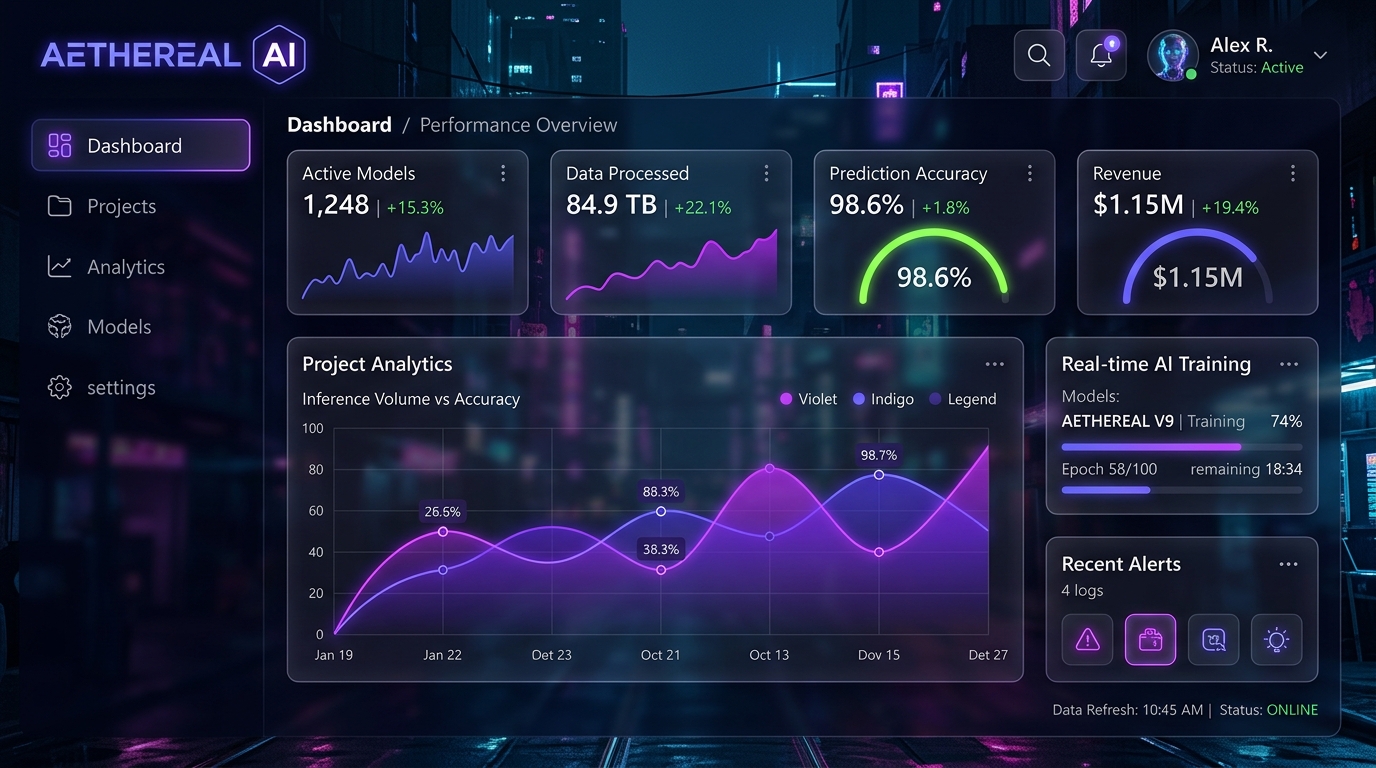 AETHEREAL AI
Alex R.
Status: Active
Dashboard
Projects
Analytics
Models
settings
Dashboard / Performance Overview
Active Models
1,248 | +15.3%
Data Processed
84.9 TB | +22.1%
Prediction Accuracy
98.6% | +1.8%
98.6%
Revenue
$1.15M | +19.4%
$1.15M
Project Analytics
Inference Volume vs Accuracy
Violet
Indigo
Legend
100
80
60
40
20
0
26.5%
88.3%
38.3%
98.7%
Jan 19
Jan 22
Oet 23
Oct 21
Oct 13
Dov 15
Det 27
Real-time AI Training
Models:
AETHEREAL V9 | Training 74%
Epoch 58/100 remaining 18:34
Recent Alerts
4 logs
Data Refresh: 10:45 AM | Status: ONLINE